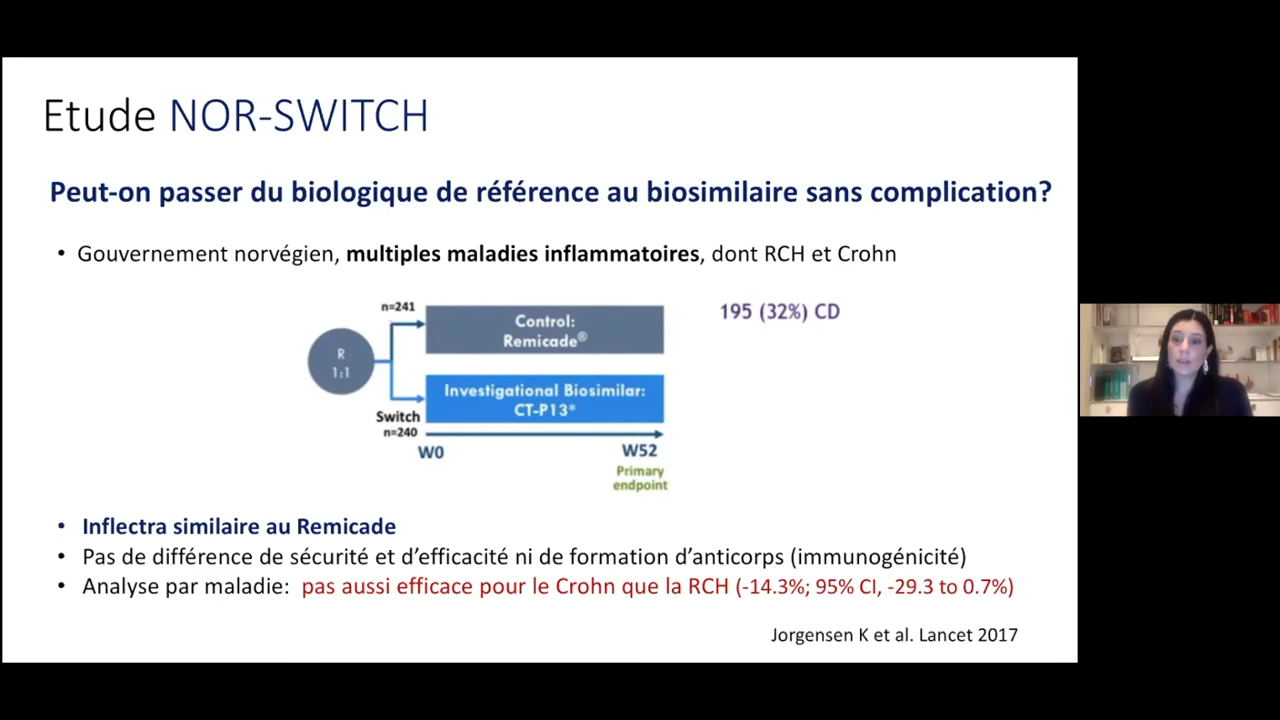 Etude NOR-SWITCH
Peut-on passer du biologique de référence au biosimilaire sans complication?
• Gouvernement norvégien, multiples maladies inflammatoires, dont RCH et Crohn
n=241
Control:
Remicade®
195 (32%) CD
R
1:1
Investigational Biosimilar:
CT-P13*
Switch
n=240
W0
W52
Primary
endpoint
• Inflectra similaire au Remicade
• Pas de différence de sécurité et d’efficacité ni de formation d’anticorps (immunogénicité)
• Analyse par maladie: pas aussi efficace pour le Crohn que la RCH (-14.3%; 95% CI, -29.3 to 0.7%)
Jorgensen K et al. Lancet 2017